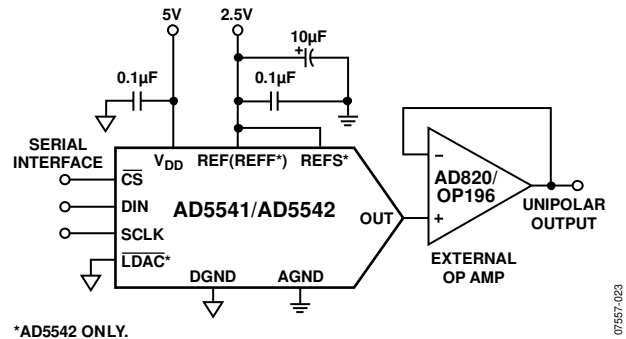 5V
2.5V
10µF
+
0.1µF
0.1µF
SERIAL
INTERFACE
VDD
REF(REFF*)
REFS*
CS
DIN
SCLK
LDAC*
AD5541/AD5542
OUT
DGND
AGND
–
+
AD820/
OP196
UNIPOLAR
OUTPUT
EXTERNAL
OP AMP
*AD5542 ONLY.
07557-023